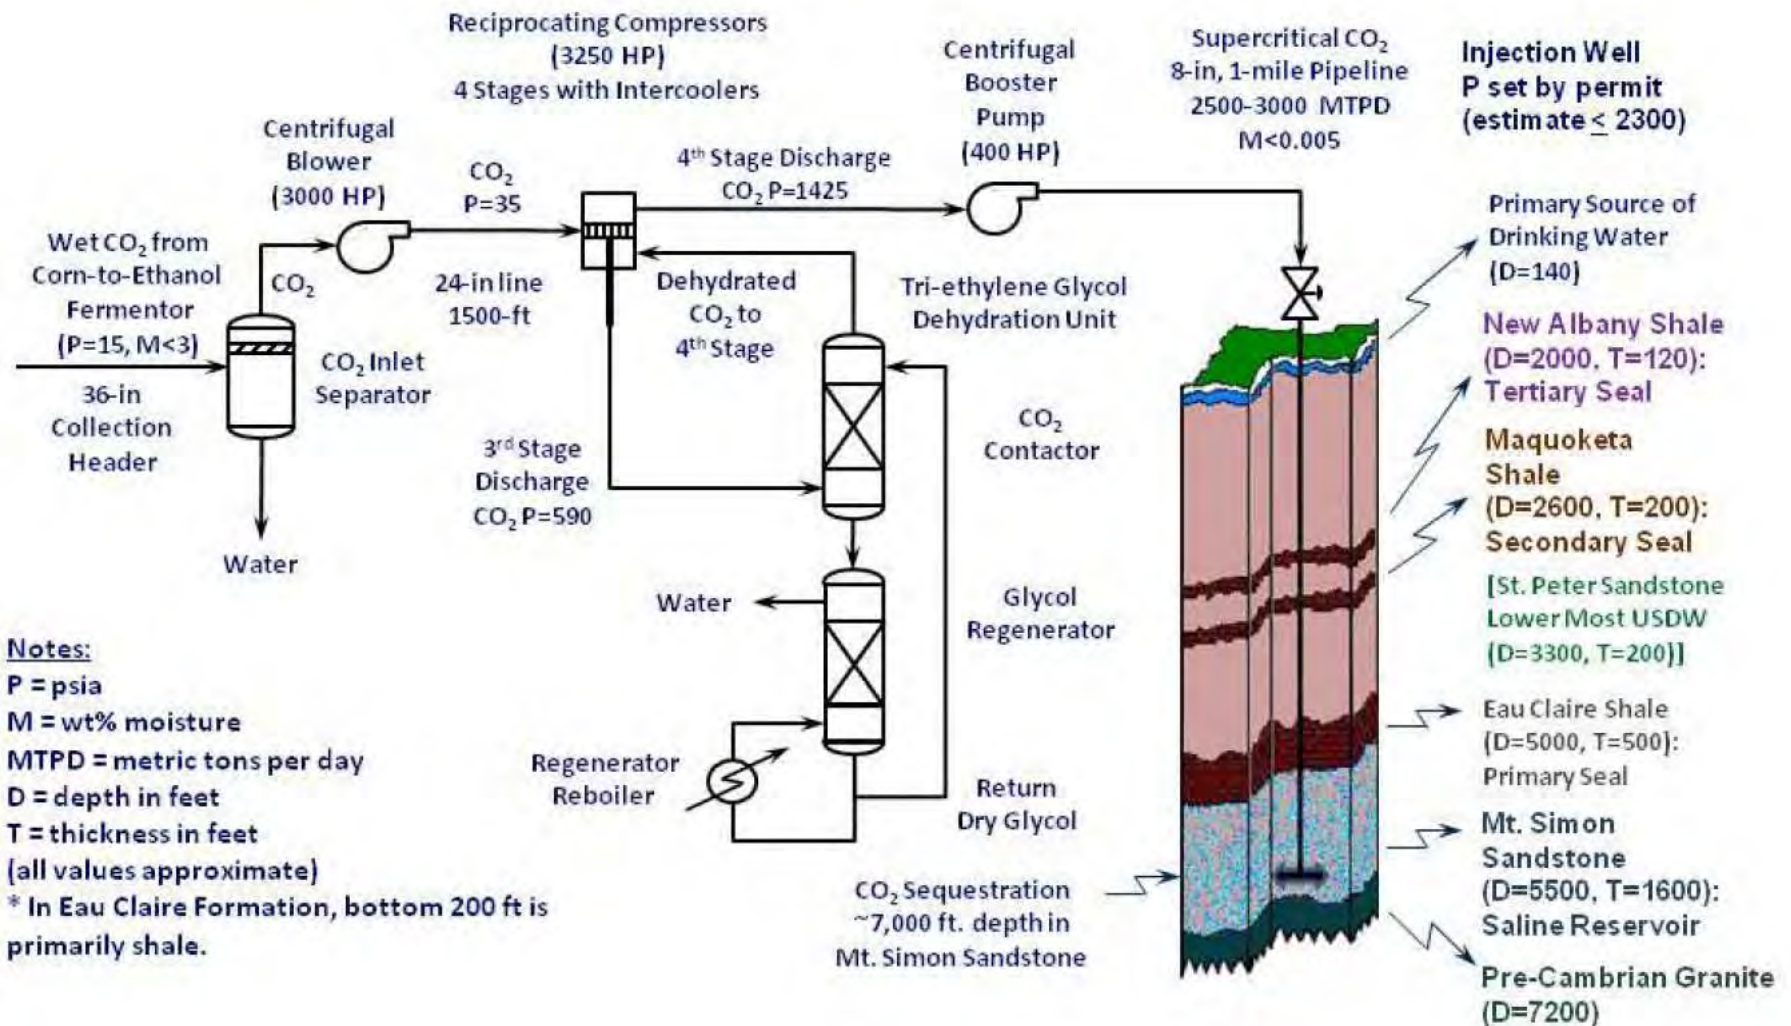 Reciprocating Compressors
(3250 HP)
4 Stages with Intercoolers
Centrifugal
Booster
Pump
(400 HP)
Supercritical CO₂
8-in, 1-mile Pipeline
2500-3000 MTPD
M<0.005
Injection Well
P set by permit
(estimate ≤ 2300)
Centrifugal
Blower
(3000 HP)
CO₂
P=35
4th Stage Discharge
CO₂ P=1425
Wet CO₂ from
Corn-to-Ethanol
Fermentor
(P=15, M<3)
CO₂
24-in line
1500-ft
Dehydrated
CO₂ to
4th Stage
Tri-ethylene Glycol
Dehydration Unit
Primary Source of
Drinking Water
(D=140)
New Albany Shale
(D=2000, T=120):
Tertiary Seal
36-in
Collection
Header
CO₂ Inlet
Separator
3rd Stage
Discharge
CO₂ P=590
CO₂
Contactor
Maquoketa
Shale
(D=2600, T=200):
Secondary Seal
Water
Water
Glycol
Regenerator
[St. Peter Sandstone
Lower Most USDW
(D=3300, T=200)]
Notes:
P = psia
M = wt% moisture
MTPD = metric tons per day
D = depth in feet
T = thickness in feet
(all values approximate)
* In Eau Claire Formation, bottom 200 ft is
primarily shale.
Regenerator
Reboiler
Return
Dry Glycol
Eau Claire Shale
(D=5000, T=500):
Primary Seal
Mt. Simon
Sandstone
(D=5500, T=1600):
Saline Reservoir
CO₂ Sequestration
~7,000 ft. depth in
Mt. Simon Sandstone
Pre-Cambrian Granite
(D=7200)